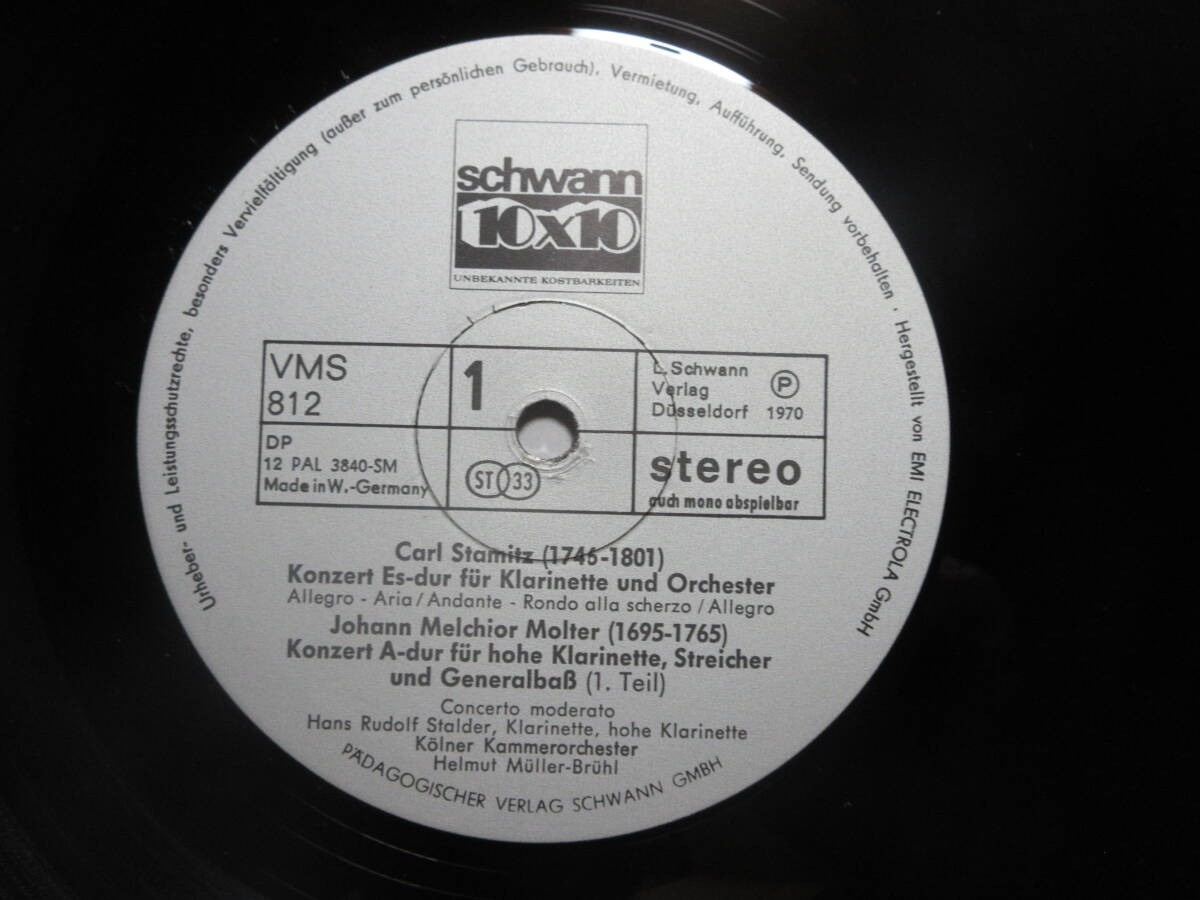 Urheber- und Leistungsschutzrechte, besonders Vervielfältigung (außer zum persönlichen Gebrauch), Vermietung, Aufführung, Sendung vorbehalten . Hergestellt von EMI ELECTROLA GmbH
schwann
10x10
UNBEKANNTE KOSTBARKEITEN
VMS
812
1
L. Schwann
Verlag
Düsseldorf
P
1970
DP
12 PAL 3840-SM
Made in W.-Germany
ST 33
stereo
auch mono abspielbar
Carl Stamitz (1746-1801)
Konzert Es-dur für Klarinette und Orchester
Allegro - Aria/Andante - Rondo alla scherzo/Allegro
Johann Melchior Molter (1695-1765)
Konzert A-dur für hohe Klarinette, Streicher
und Generalbaß (1. Teil)
Concerto moderato
Hans Rudolf Stalder, Klarinette, hohe Klarinette
Kölner Kammerorchester
Helmut Müller-Brühl
PÄDAGOGISCHER VERLAG SCHWANN GMBH